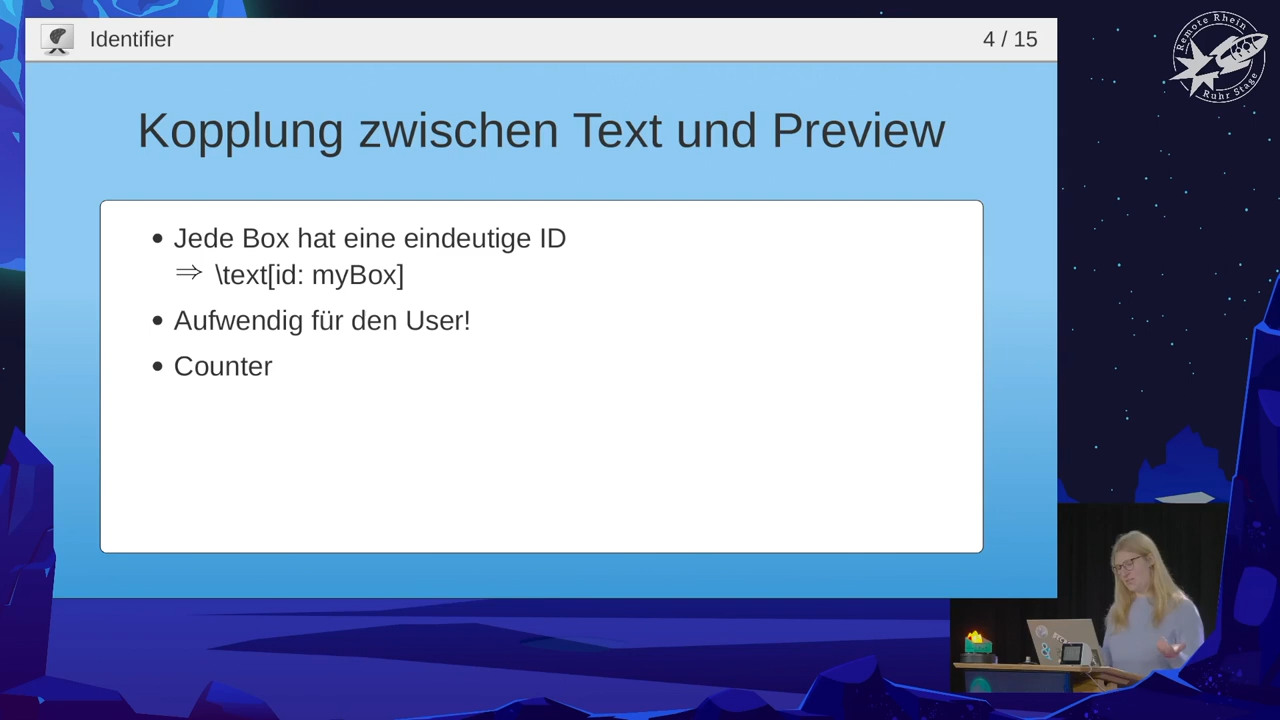 Identifier
4 / 15
Remote Rhein
Ruhr Stage
Kopplung zwischen Text und Preview
• Jede Box hat eine eindeutige ID
⇒ \text[id: myBox]
• Aufwendig für den User!
• Counter